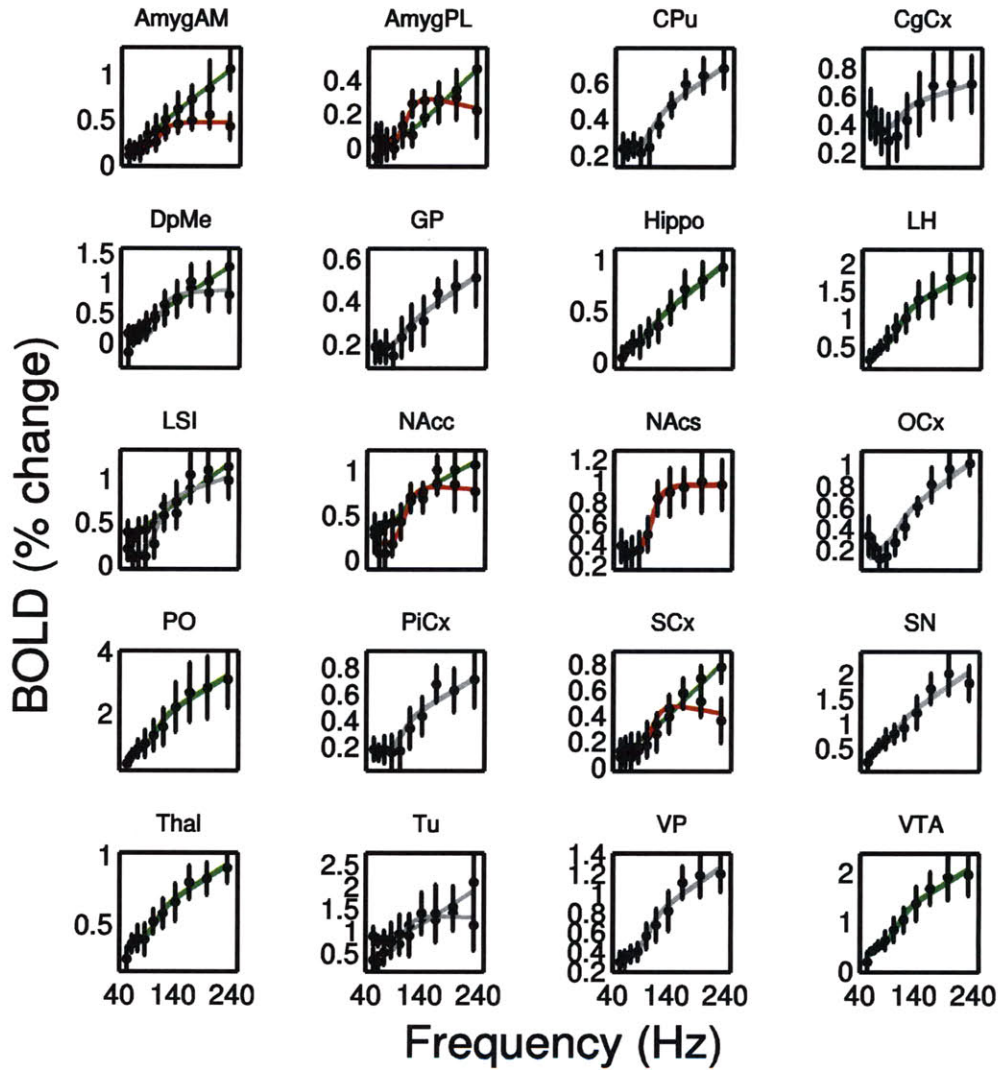 AmygAM AmygPL CPu CgCx
1 0.5 0
0.4 0.2 0
0.6 0.4 0.2
0.8 0.6 0.4 0.2
DpMe GP Hippo LH
1.5 1 0.5 0
0.6 0.4 0.2
1 0.5 0
2 1.5 1 0.5
LSI NAcc NAcs OCx
1 0.5 0
1 0.5 0
1.2 1 0.8 0.6 0.4 0.2
1 0.8 0.6 0.4 0.2
PO PiCx SCx SN
4 2
0.8 0.6 0.4 0.2
0.8 0.6 0.4 0.2 0
2 1.5 1 0.5
Thal Tu VP VTA
1 0.5
2.5 2 1.5 1 0.5
1.4 1.2 1 0.8 0.6 0.4 0.2
2 1 0
40 140 240 40 140 240 40 140 240 40 140 240
BOLD (% change)
Frequency (Hz)